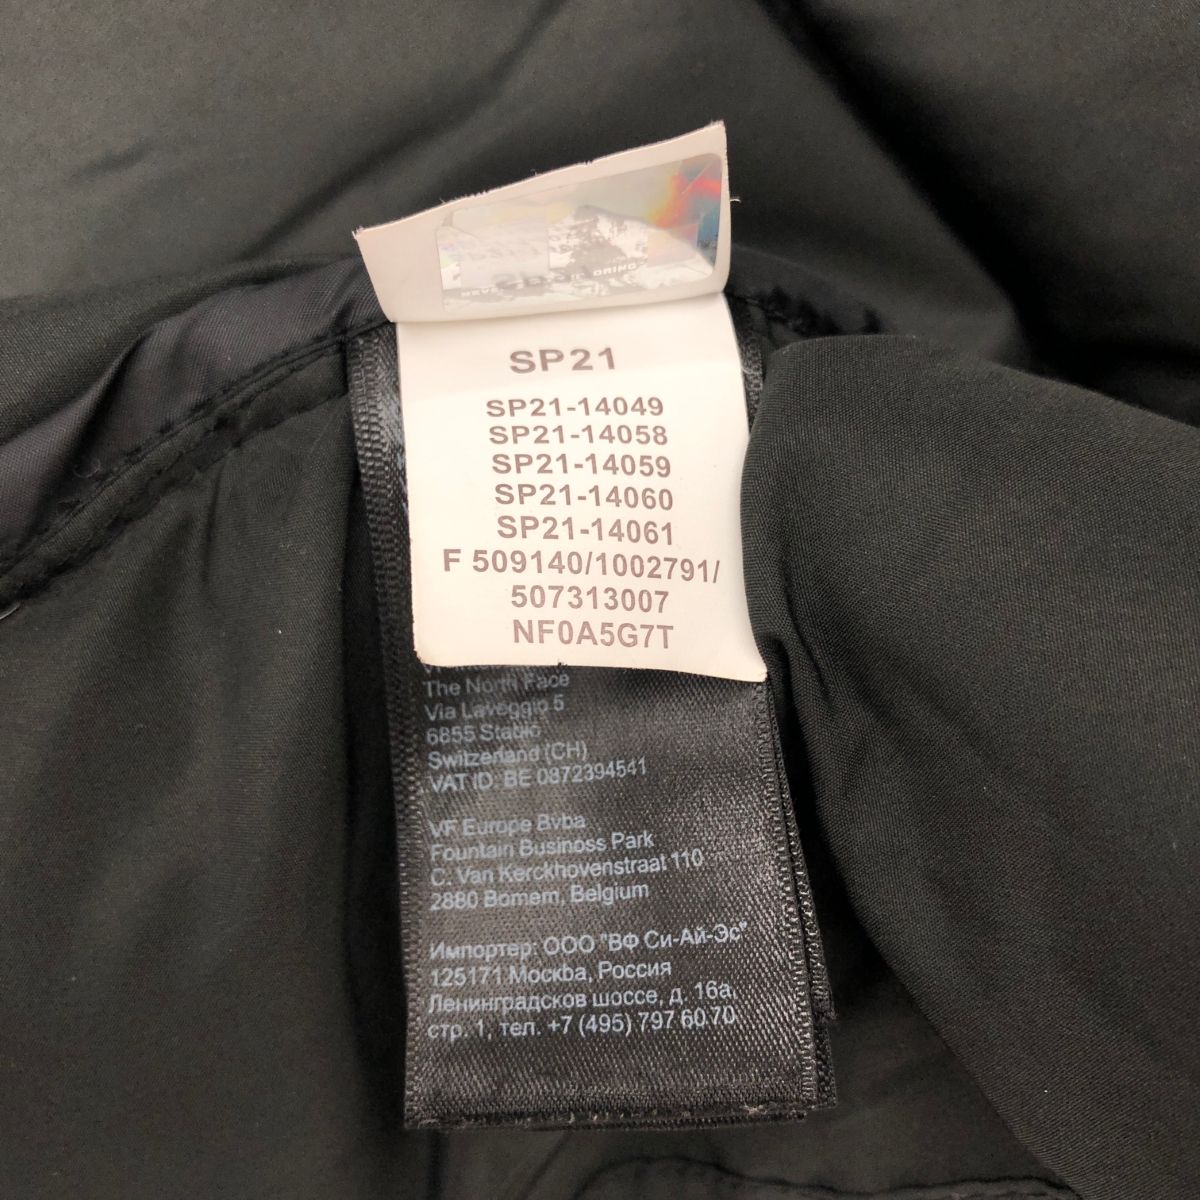 SP21
SP21-14049
SP21-14058
SP21-14059
SP21-14060
SP21-14061
F 509140/1002791/
507313007
NF0A5G7T
The North Face
Via Laveggio 5
6855 Stabio
Switzerland (CH)
VAT ID: BE 0872394541
VF Europe Bvba
Fountain Businoss Park
C. Van Kerckhovenstraat 110
2880 Bornem, Belgium
Импортер: ООО "ВФ Си-Ай-Эс"
125171 Москва, Россия
Ленинградсков шоссе, д. 16а,
стр. 1, тел. +7 (495) 797 60 70